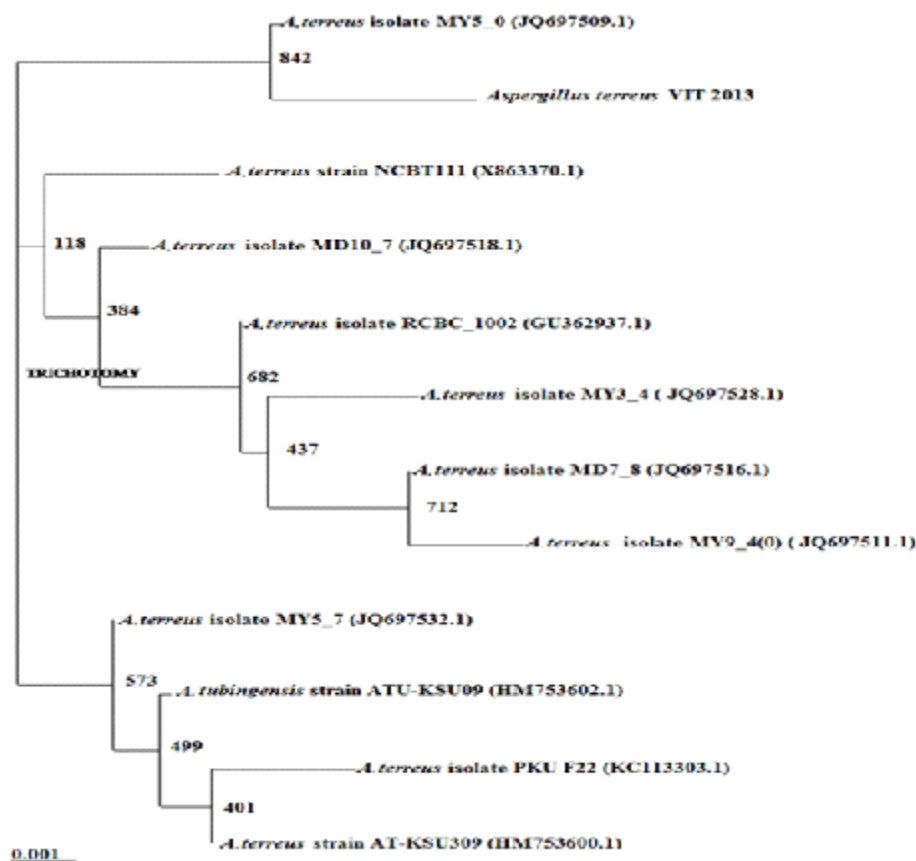 A.terreus isolate MY5_0 (JQ697509.1)
842
Aspergillus terreus VIT 2013
A.terreus strain NCBT111 (X863370.1)
118
A.terreus isolate MD10_7 (JQ697518.1)
384
A.terreus isolate RCBC_1002 (GU362937.1)
TRICHOTOMY
682
A.terreus isolate MY3_4 ( JQ697528.1)
437
A.terreus isolate MD7_8 (JQ697516.1)
712
A.terreus isolate MY9_4(0) ( JQ697511.1)
A.terreus isolate MY5_7 (JQ697532.1)
573
A.tubingensis strain ATU-KSU09 (HM753602.1)
499
A.terreus isolate PKU F22 (KC113303.1)
401
A.terreus strain AT-KSU309 (HM753600.1)
0.001